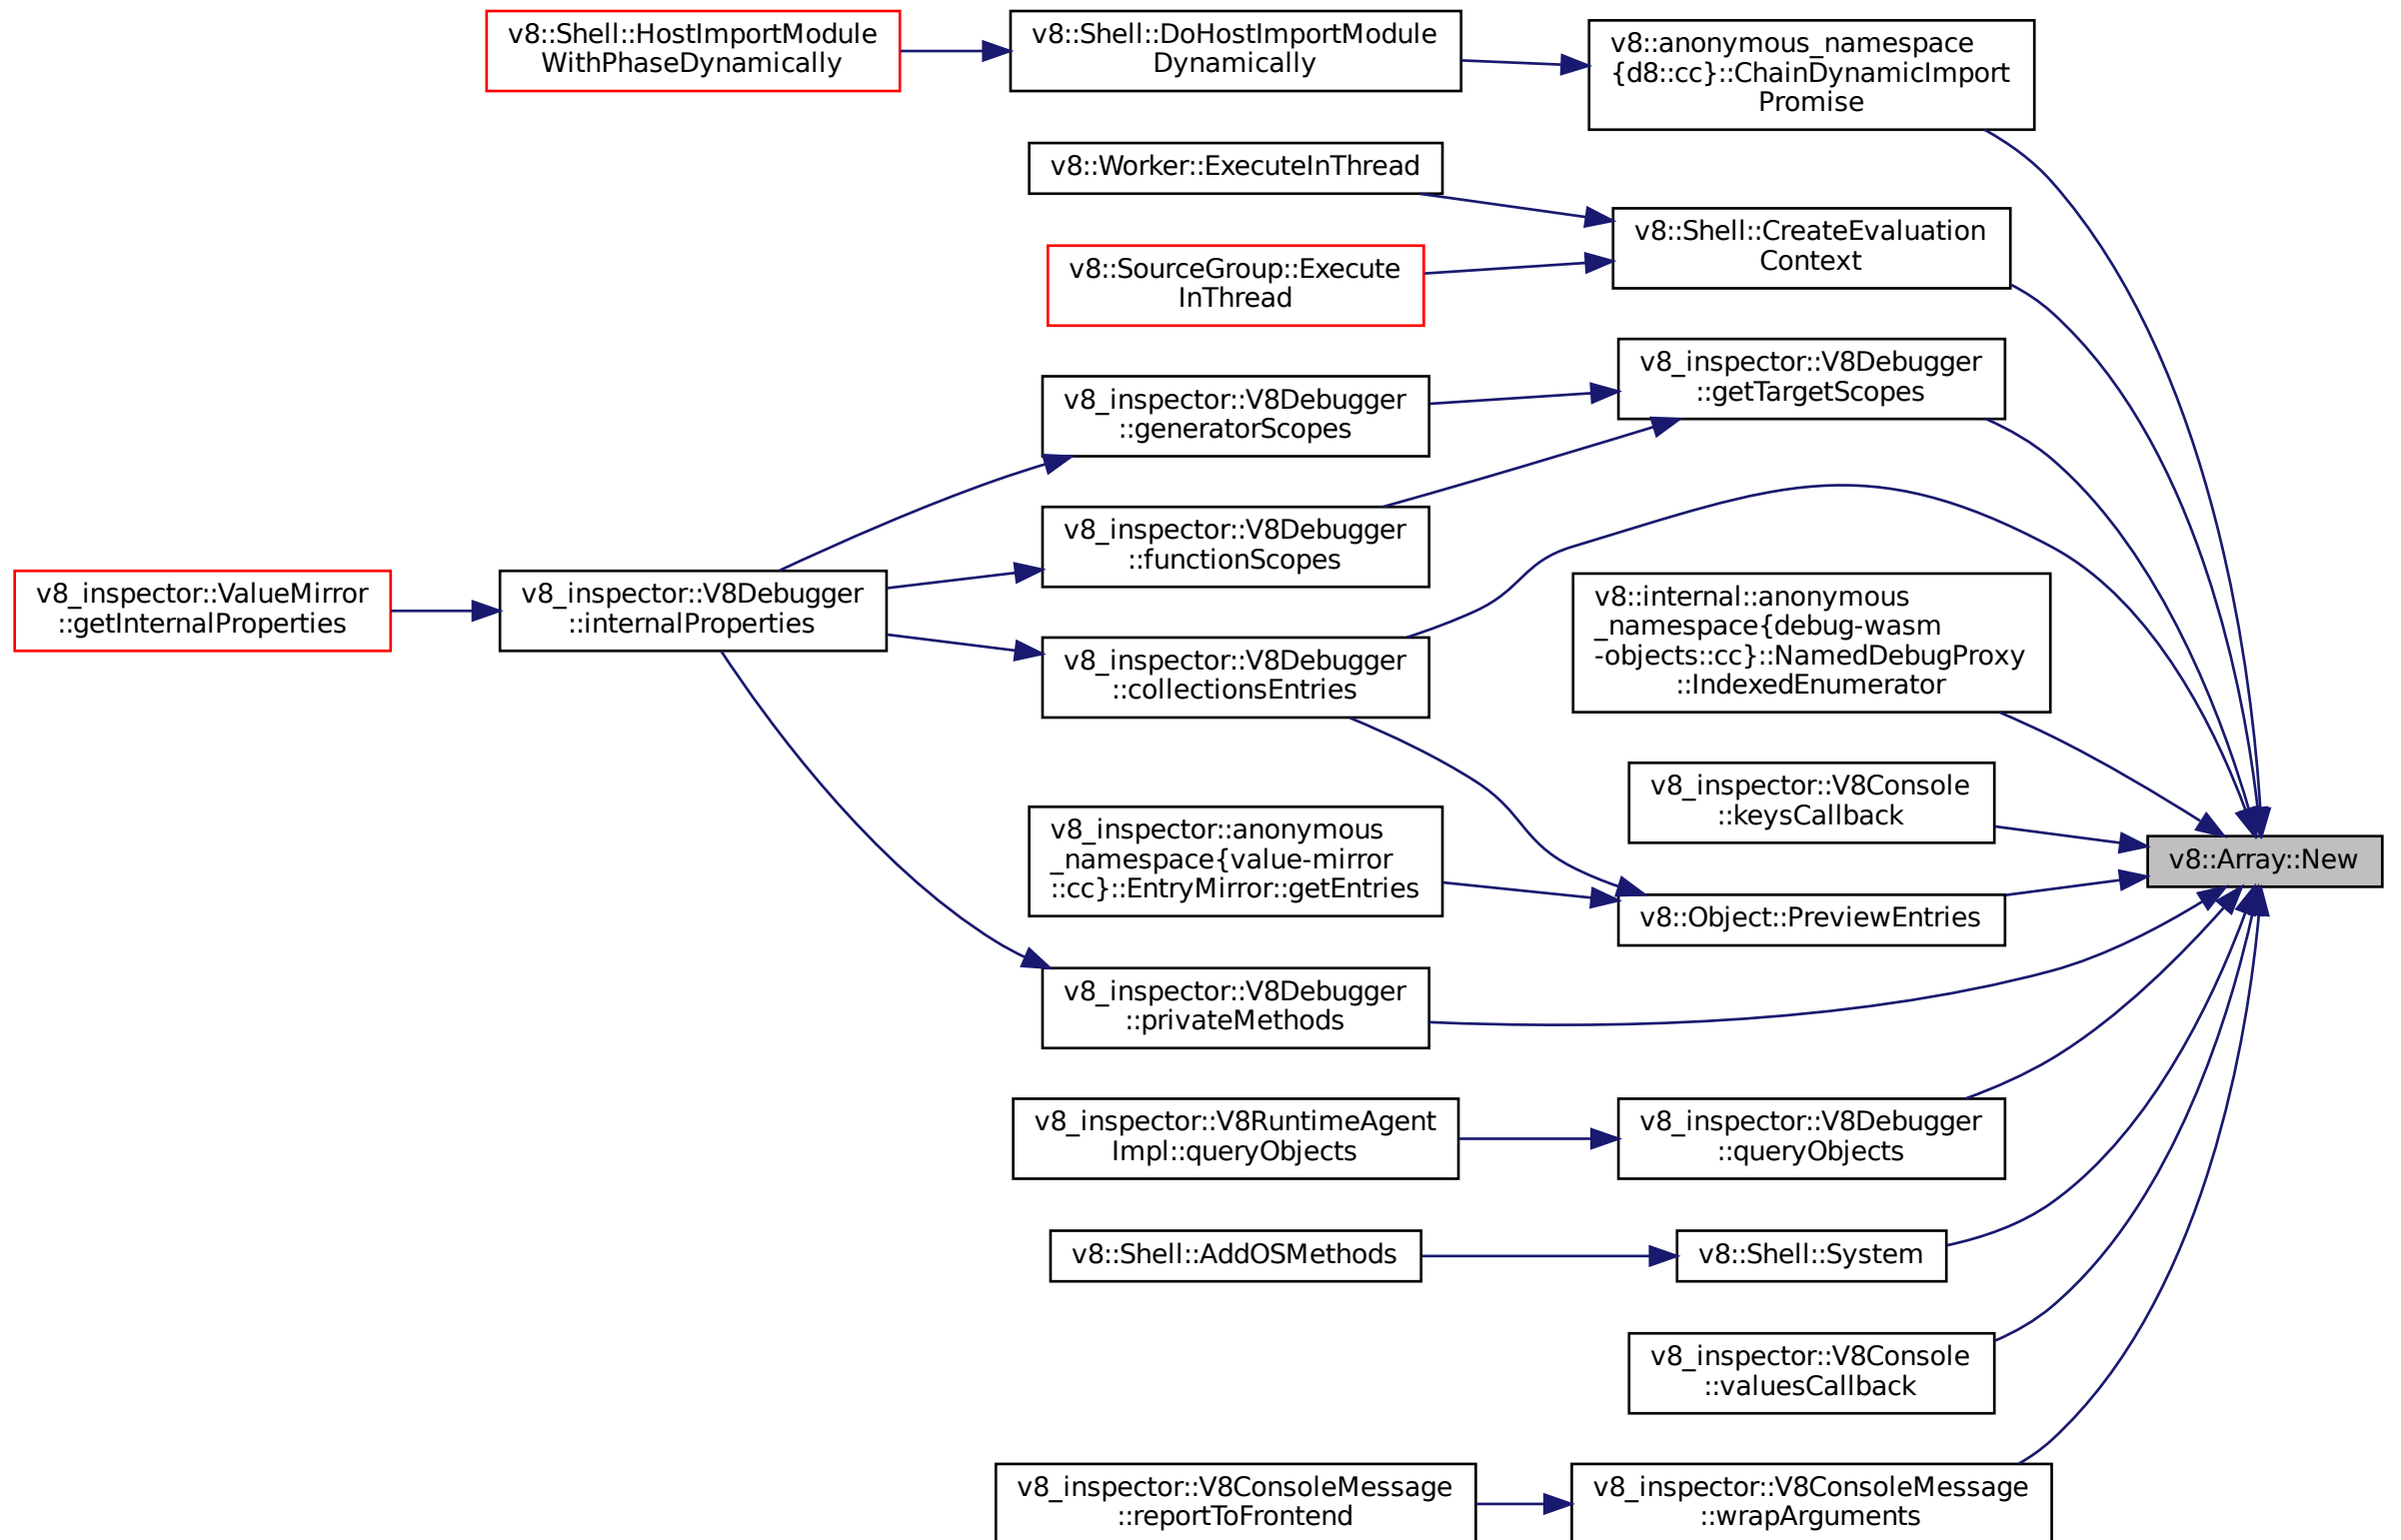 v8::Shell::HostImportModule
WithPhaseDynamically
v8::Shell::DoHostImportModule
Dynamically
v8::anonymous_namespace
{d8::cc}::ChainDynamicImport
Promise
v8::Worker::ExecuteInThread
v8::Shell::CreateEvaluation
Context
v8::SourceGroup::Execute
InThread
v8_inspector::V8Debugger
::getTargetScopes
v8_inspector::V8Debugger
::generatorScopes
v8_inspector::V8Debugger
::functionScopes
v8_inspector::ValueMirror
::getInternalProperties
v8_inspector::V8Debugger
::internalProperties
v8::internal::anonymous
_namespace{debug-wasm
-objects::cc}::NamedDebugProxy
::IndexedEnumerator
v8_inspector::V8Debugger
::collectionsEntries
v8_inspector::V8Console
::keysCallback
v8_inspector::anonymous
_namespace{value-mirror
::cc}::EntryMirror::getEntries
v8::Array::New
v8::Object::PreviewEntries
v8_inspector::V8Debugger
::privateMethods
v8_inspector::V8RuntimeAgent
Impl::queryObjects
v8_inspector::V8Debugger
::queryObjects
v8::Shell::AddOSMethods
v8::Shell::System
v8_inspector::V8Console
::valuesCallback
v8_inspector::V8ConsoleMessage
::reportToFrontend
v8_inspector::V8ConsoleMessage
::wrapArguments